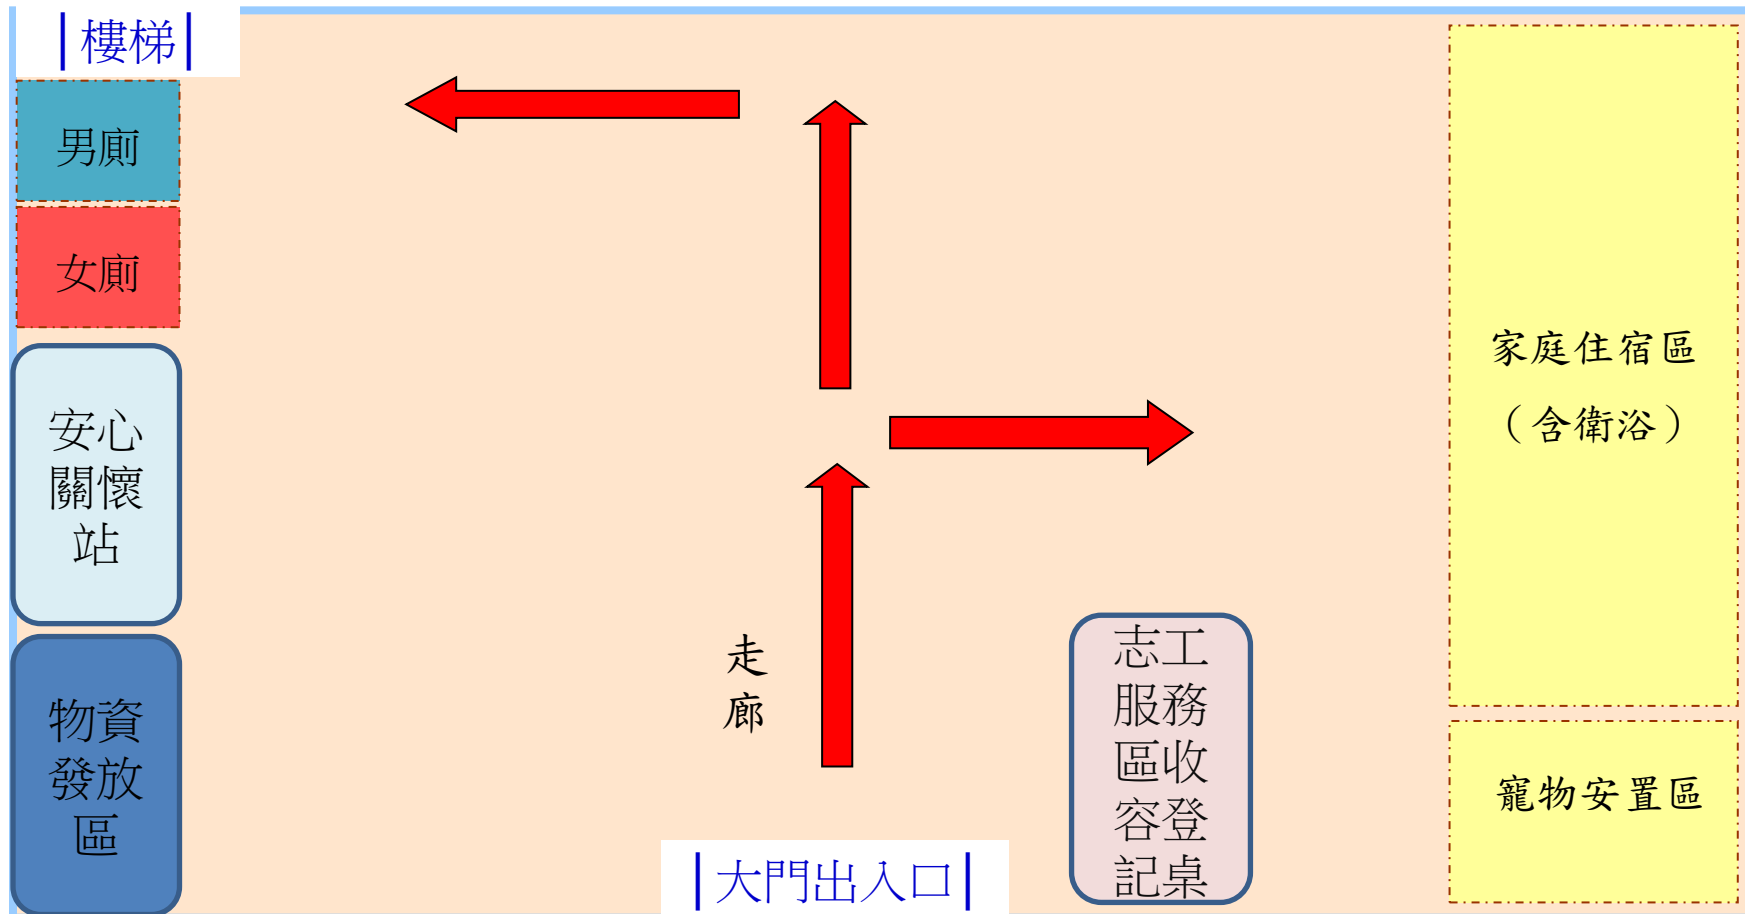 |樓梯|
男廁
女廁
安心
關懷
站
物資
發放
區
走
廊
|大門出入口|
志工
服務
區收
容登
記桌
家庭住宿區
（含衛浴）
寵物安置區